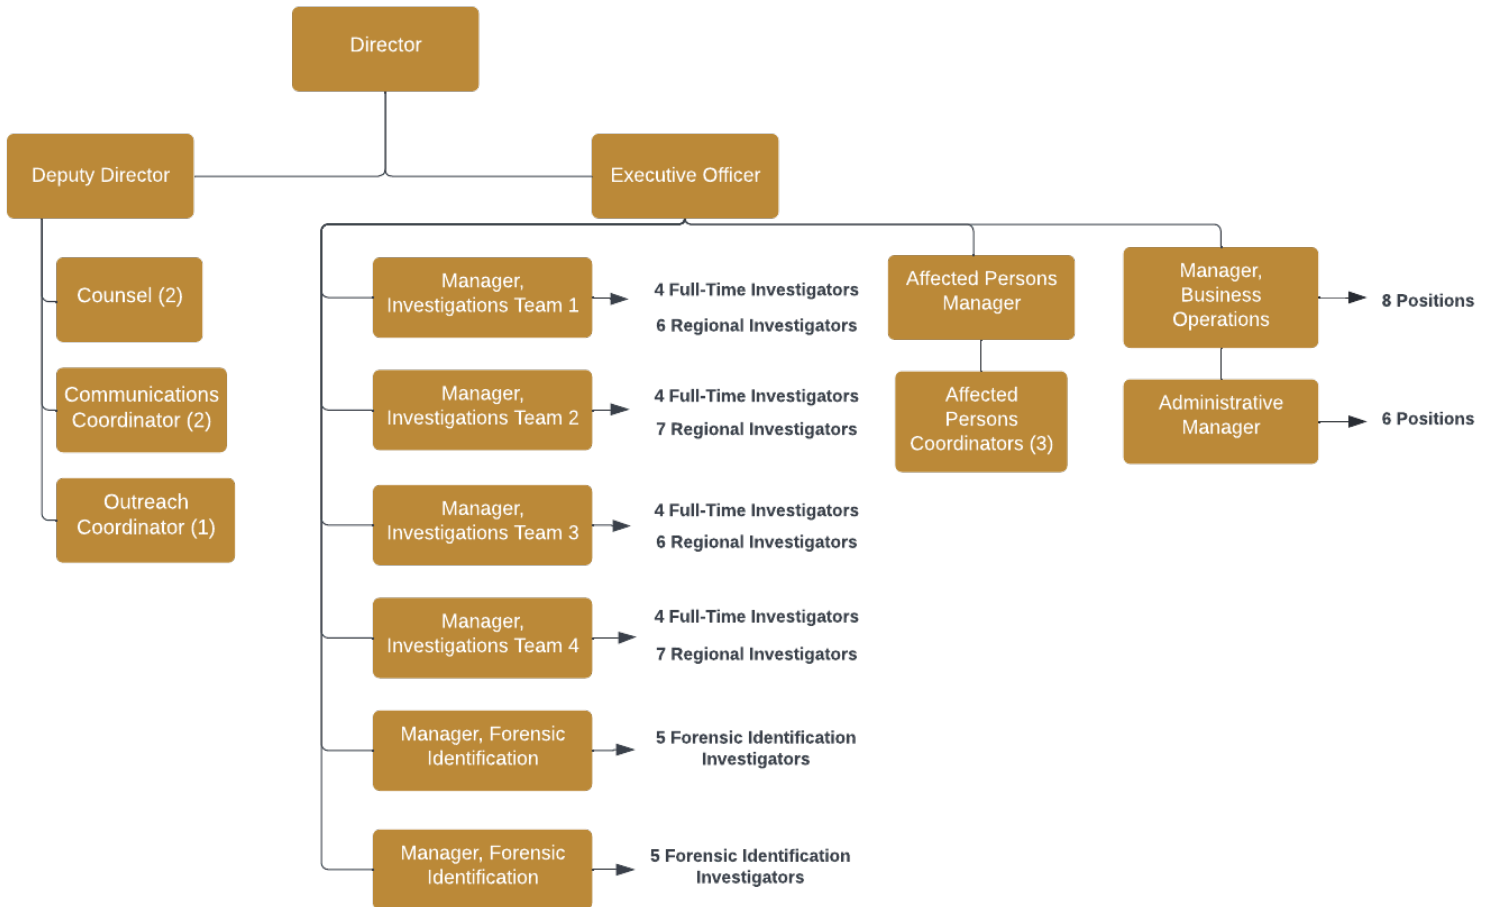 Director
Deputy Director
Executive Officer
Counsel (2)
Communications
Coordinator (2)
Outreach
Coordinator (1)
Manager,
Investigations Team 1
4 Full-Time Investigators
6 Regional Investigators
Manager,
Investigations Team 2
4 Full-Time Investigators
7 Regional Investigators
Manager,
Investigations Team 3
4 Full-Time Investigators
6 Regional Investigators
Manager,
Investigations Team 4
4 Full-Time Investigators
7 Regional Investigators
Manager, Forensic
Identification
5 Forensic Identification
Investigators
Manager, Forensic
Identification
5 Forensic Identification
Investigators
Affected Persons
Manager
Affected
Persons
Coordinators (3)
Manager,
Business
Operations
8 Positions
Administrative
Manager
6 Positions